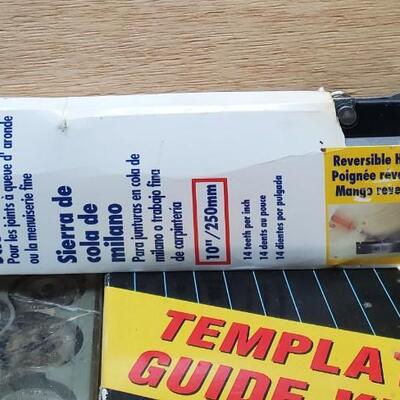 Pour les joints à queue d' aronde
ou la menuiserie fine
Sierra de
cola de
milano
Para junturas en cola de
milano o trabajo fina
de carpintería
10"/250mm
14 teeth per inch
14 dents au pouce
14 dientes por pulgada
Reversible H
Poignée réve
Mango reve
TEMPLAT
GUIDE K